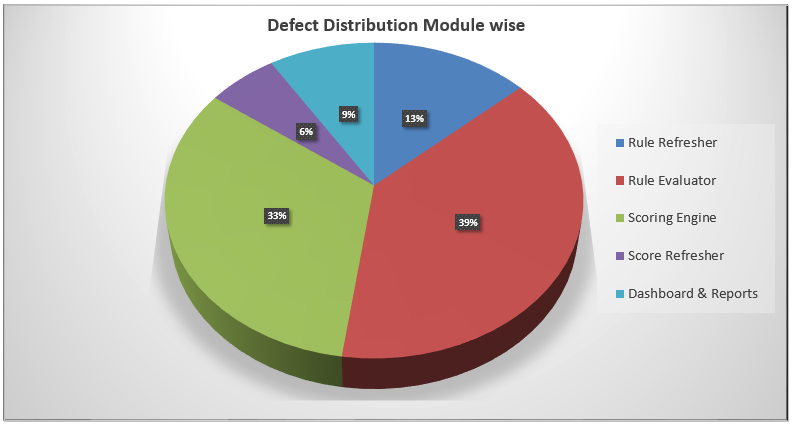 Defect Distribution Module wise
9%
13%
6%
33%
39%
Rule Refresher
Rule Evaluator
Scoring Engine
Score Refresher
Dashboard & Reports